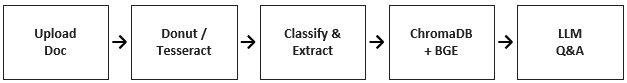 Upload
Doc
Donut /
Tesseract
Classify &
Extract
ChromaDB
+ BGE
LLM
Q&A